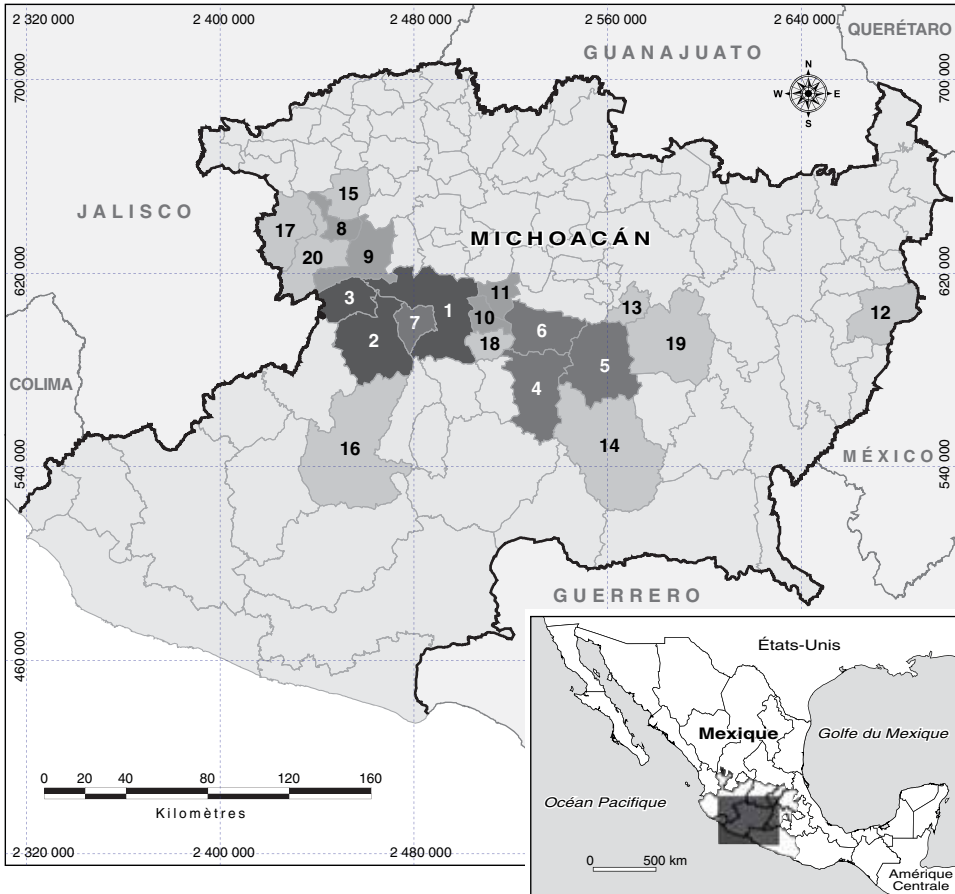 2 320 000
2 400 000
2 480 000
2 560 000
2 640 000
QUERÉTARO
GUANAJUATO
700 000
700 000
N
W
E
S
15
JALISCO
17
8
MICHOACÁN
20
9
620 000
620 000
3
1
11
13
12
7
10
6
2
18
19
5
COLIMA
4
16
14
MÉXICO
540 000
540 000
GUERRERO
460 000
États-Unis
Mexique
Golfe du Mexique
0
20
40
80
120
160
Kilomètres
Océan Pacifique
0
500 km
2 320 000
2 400 000
2 480 000
Amérique
Centrale